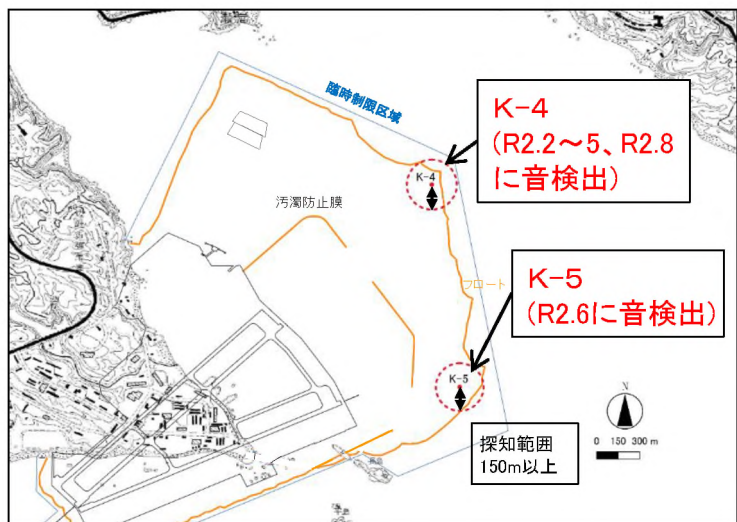 臨時制限区域
K-4
(R2.2～5、R2.8
に音検出)
K-4
汚濁防止膜
K-5
(R2.6に音検出)
フロート
K-5
N
探知範囲
150m以上
0 150 300 m